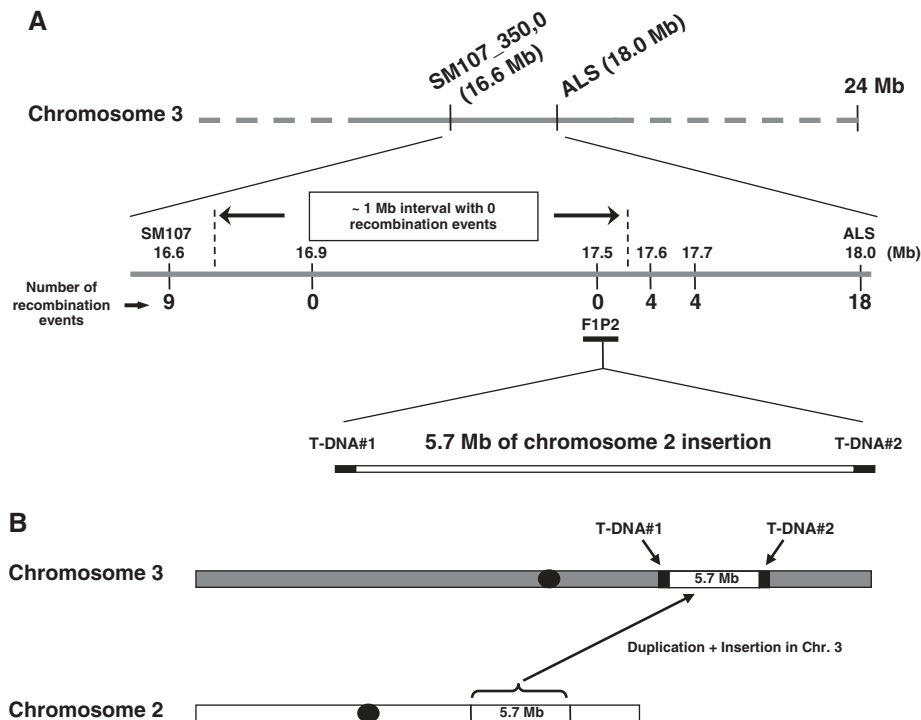 A
SM107_350,0
(16.6 Mb)
ALS (18.0 Mb)
24 Mb
Chromosome 3
~ 1 Mb interval with 0
recombination events
SM107
ALS
16.6
16.9
17.5
17.6
17.7
18.0
(Mb)
Number of
recombination
events
9
0
0
4
4
18
F1P2
T-DNA#1
5.7 Mb of chromosome 2 insertion
T-DNA#2
B
T-DNA#1
T-DNA#2
Chromosome 3
5.7 Mb
Duplication + Insertion in Chr. 3
Chromosome 2
5.7 Mb